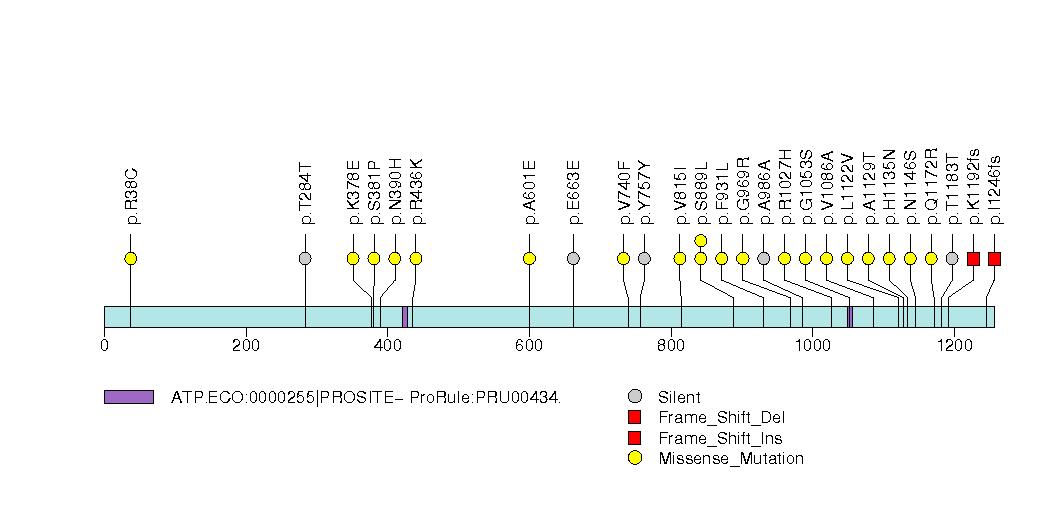 p.R38C
p.T284T
p.K378E
p.S381P
p.N390H
p.R436K
p.A601E
p.E663E
p.V740F
p.Y757Y
p.V815I
p.S889L
p.F931L
p.G969R
p.A986A
p.R1027H
p.G1053S
p.V1086A
p.L1122V
p.A1129T
p.H1135N
p.N1146S
p.Q1172R
p.T1183T
p.K1192fs
p.I1246fs
0 200 400 600 800 1000 1200
ATP.ECO:0000255|PROSITE- ProRule:PRU00434.
Silent
Frame_Shift_Del
Frame_Shift_Ins
Missense_Mutation